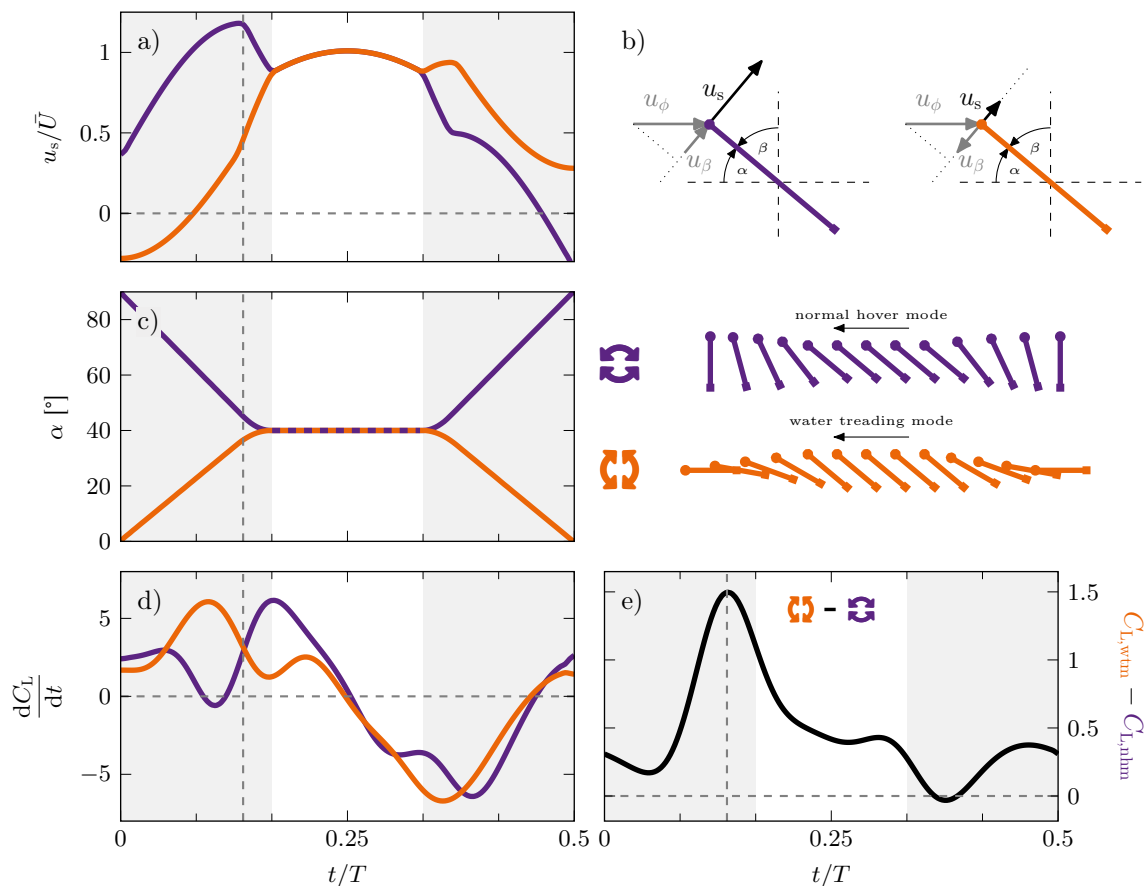 a)
1
0.5
0
u_s/Ū
b)
u_s
u_ϕ
u_β
α
β
u_s
u_ϕ
u_β
α
β
c)
80
60
40
20
0
α [°]
normal hover mode
water treading mode
d)
5
0
−5
dC_L
dt
0
0.25
0.5
t/T
e)
−
1.5
1
0.5
0
C_L,wtm − C_L,nhm
0
0.25
0.5
t/T